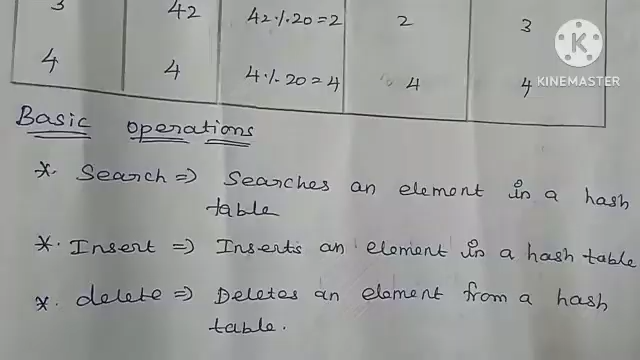 3 42 42 % 20 = 2 2 3
4 4 4 % 20 = 4 4 4
KINEMASTER
Basic operations
* Search => Searches an element in a hash
table
* Insert => Inserts an element in a hash table
* delete => Deletes an element from a hash
table.